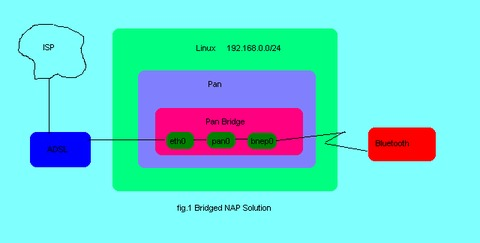 ISP
Linux 192.168.0.0/24
Pan
Pan Bridge
eth0 pan0 bnep0
ADSL
Bluetooth
fig.1 Bridged NAP Solution